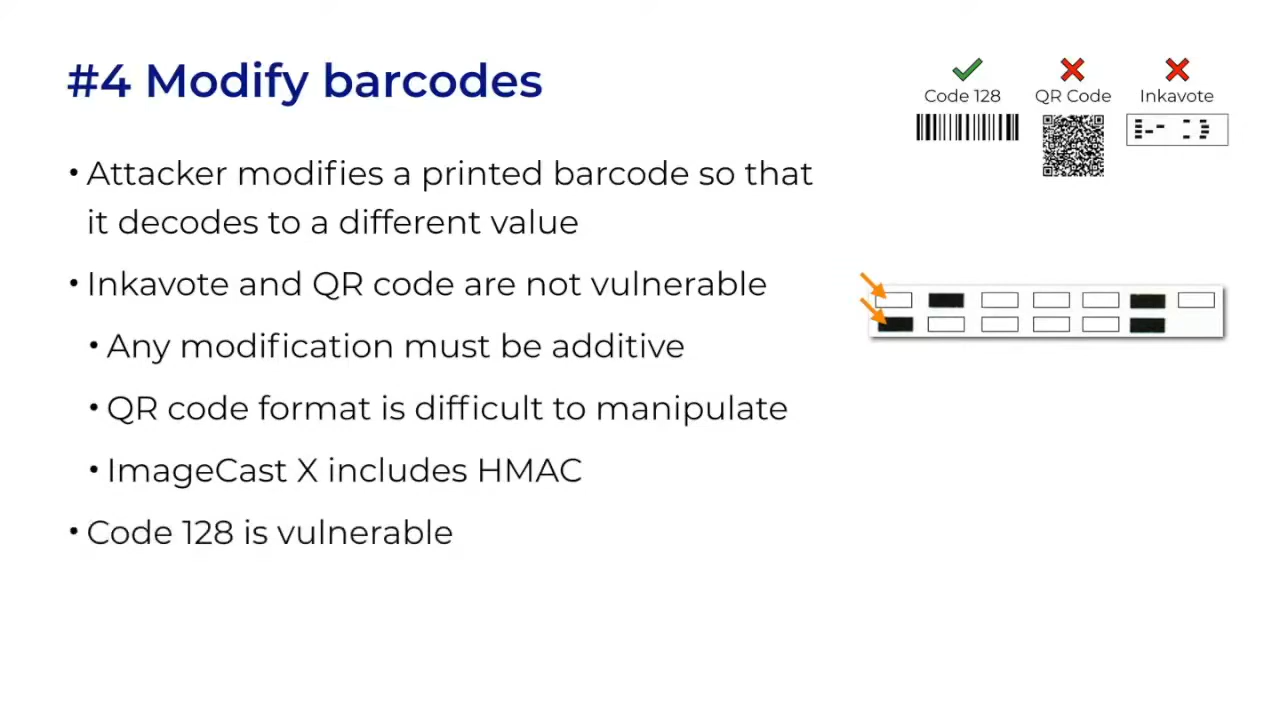 #4 Modify barcodes
Code 128
QR Code
Inkavote
• Attacker modifies a printed barcode so that
it decodes to a different value
• Inkavote and QR code are not vulnerable
• Any modification must be additive
• QR code format is difficult to manipulate
• ImageCast X includes HMAC
• Code 128 is vulnerable